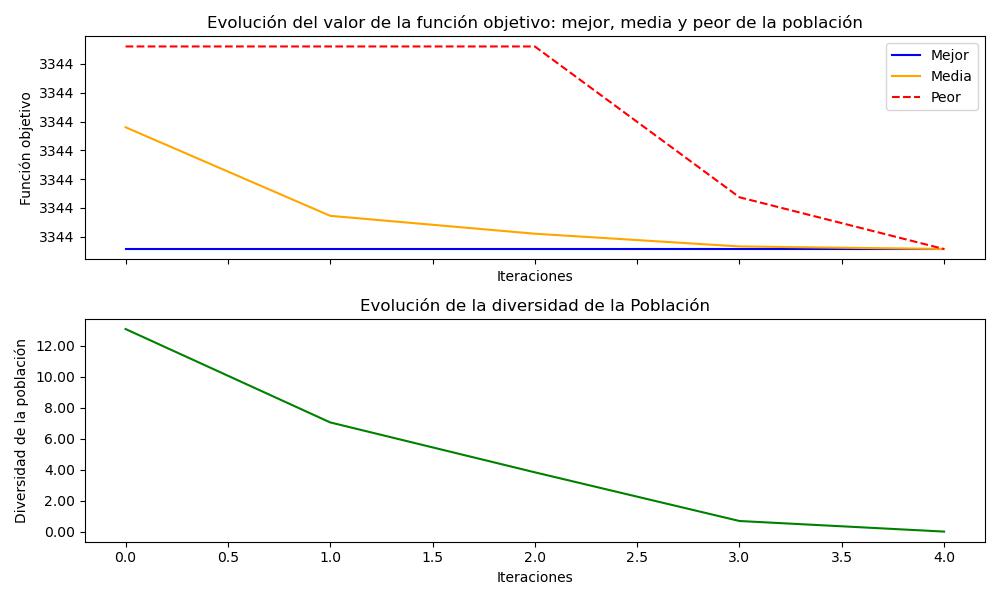 Evolución del valor de la función objetivo: mejor, media y peor de la población
Función objetivo
3344
3344
3344
3344
3344
3344
3344
Mejor
Media
Peor
Iteraciones
Evolución de la diversidad de la Población
Diversidad de la población
12.00
10.00
8.00
6.00
4.00
2.00
0.00
0.0 0.5 1.0 1.5 2.0 2.5 3.0 3.5 4.0
Iteraciones